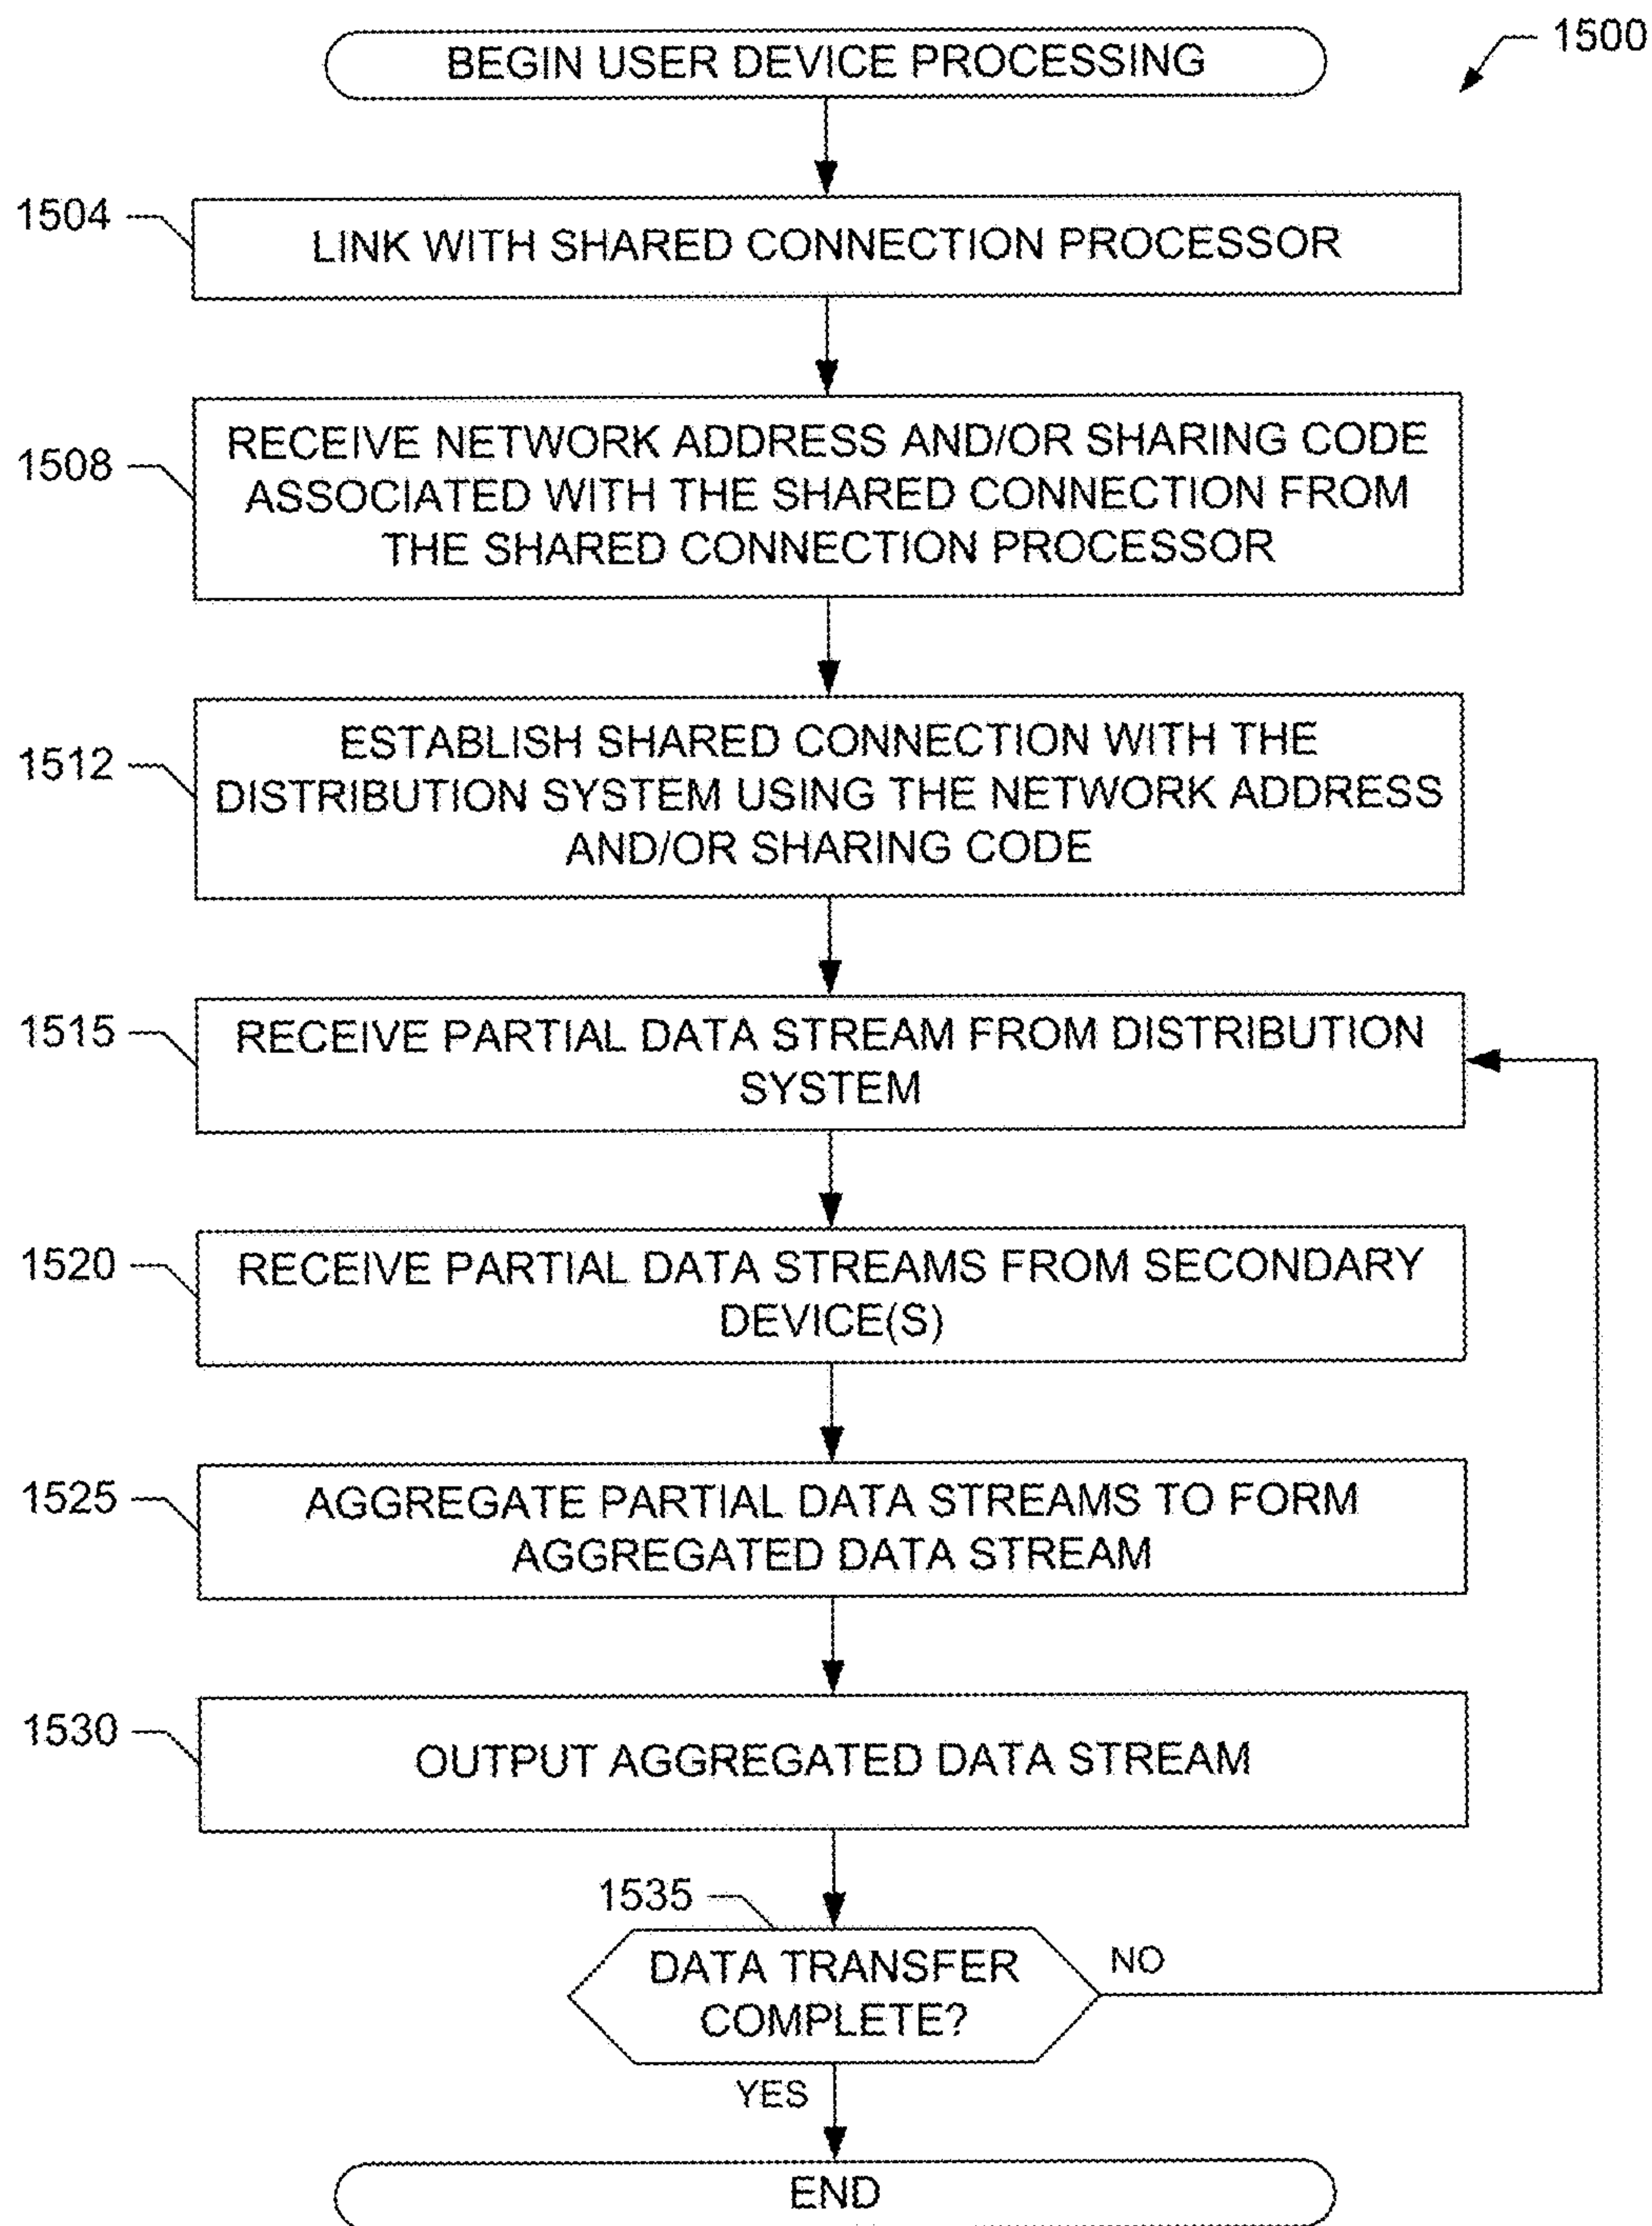 BEGIN USER DEVICE PROCESSING
1500
1504
LINK WITH SHARED CONNECTION PROCESSOR
1508
RECEIVE NETWORK ADDRESS AND/OR SHARING CODE
ASSOCIATED WITH THE SHARED CONNECTION FROM
THE SHARED CONNECTION PROCESSOR
1512
ESTABLISH SHARED CONNECTION WITH THE
DISTRIBUTION SYSTEM USING THE NETWORK ADDRESS
AND/OR SHARING CODE
1515
RECEIVE PARTIAL DATA STREAM FROM DISTRIBUTION
SYSTEM
1520
RECEIVE PARTIAL DATA STREAMS FROM SECONDARY
DEVICE(S)
1525
AGGREGATE PARTIAL DATA STREAMS TO FORM
AGGREGATED DATA STREAM
1530
OUTPUT AGGREGATED DATA STREAM
1535
DATA TRANSFER
COMPLETE?
NO
YES
END